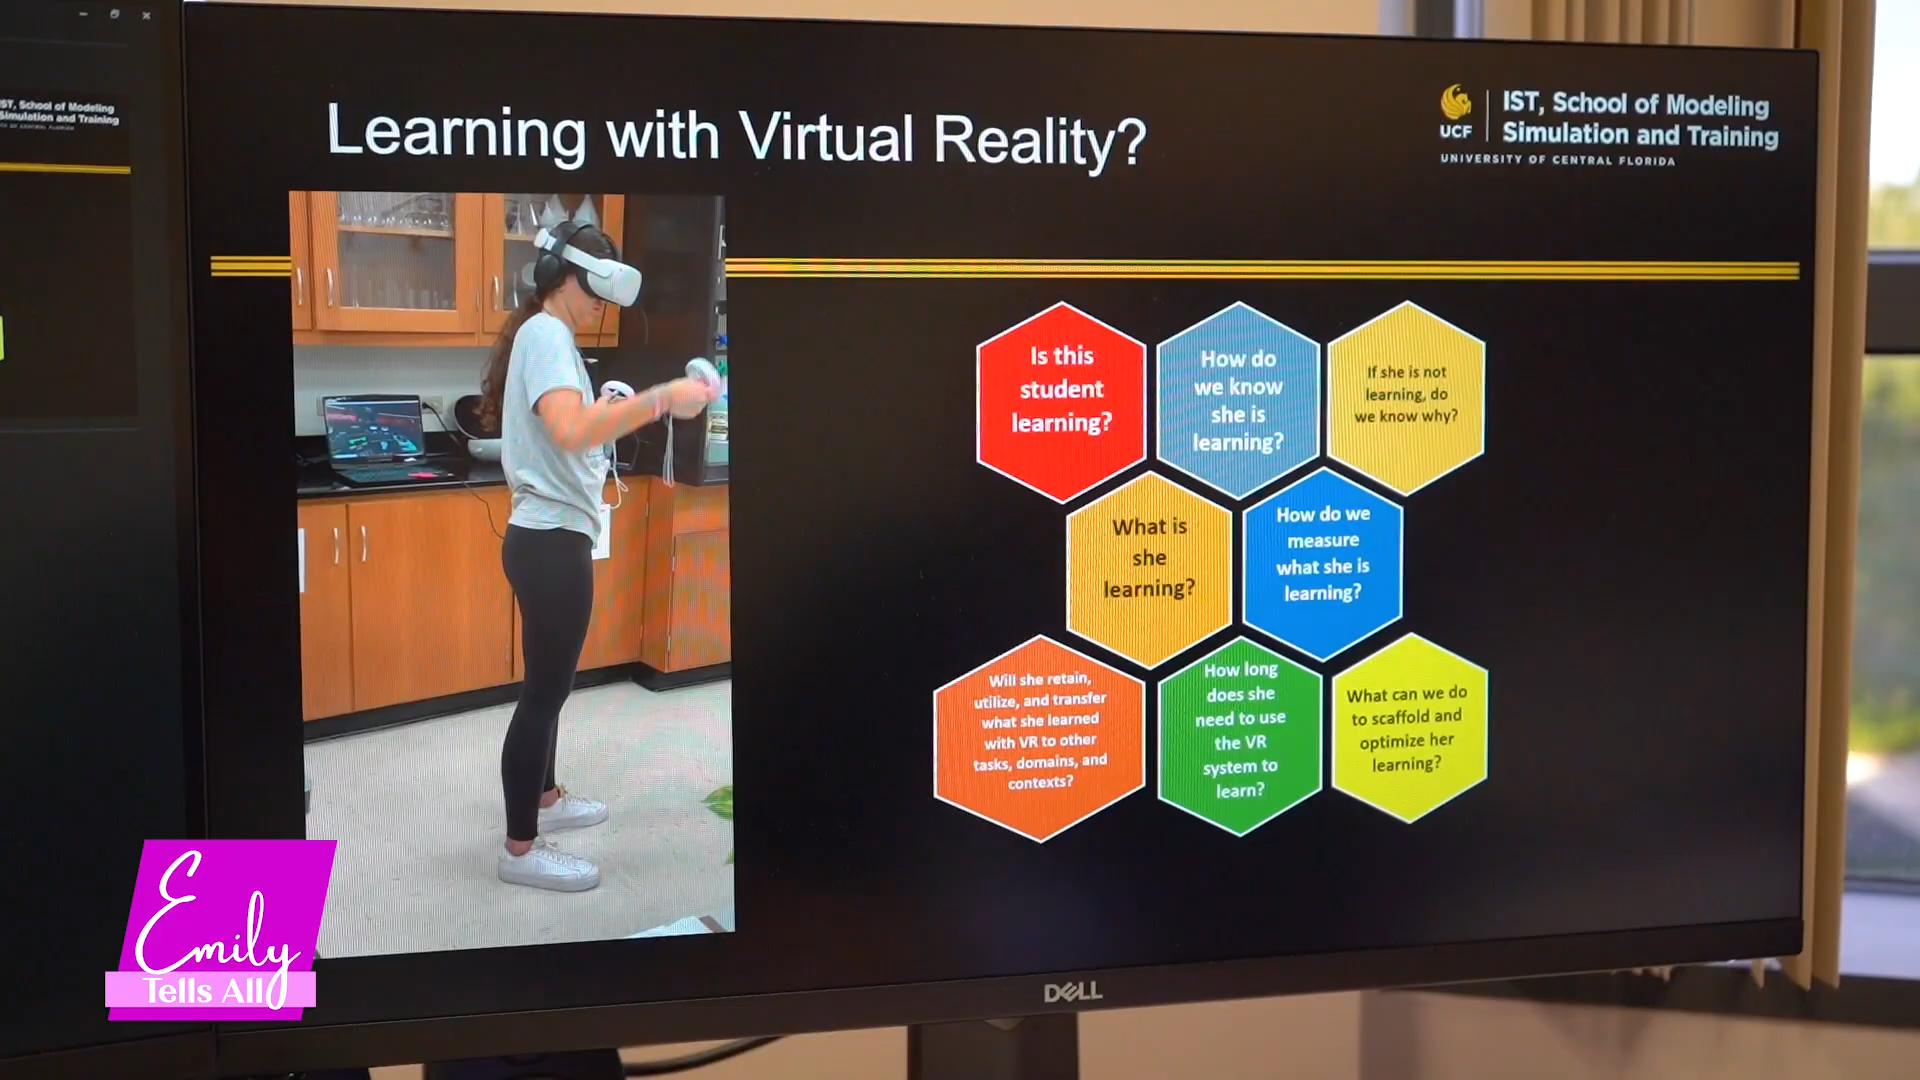 IST, School of Modeling
Simulation and Training
Learning with Virtual Reality?
UCF
IST, School of Modeling
Simulation and Training
UNIVERSITY OF CENTRAL FLORIDA
Is this
student
learning?
How do
we know
she is
learning?
If she is not
learning, do
we know why?
What is
she
learning?
How do we
measure
what she is
learning?
Will she retain,
utilize, and transfer
what she learned
with VR to other
tasks, domains, and
contexts?
How long
does she
need to use
the VR
system to
learn?
What can we do
to scaffold and
optimize her
learning?
Emily
Tells All
DELL